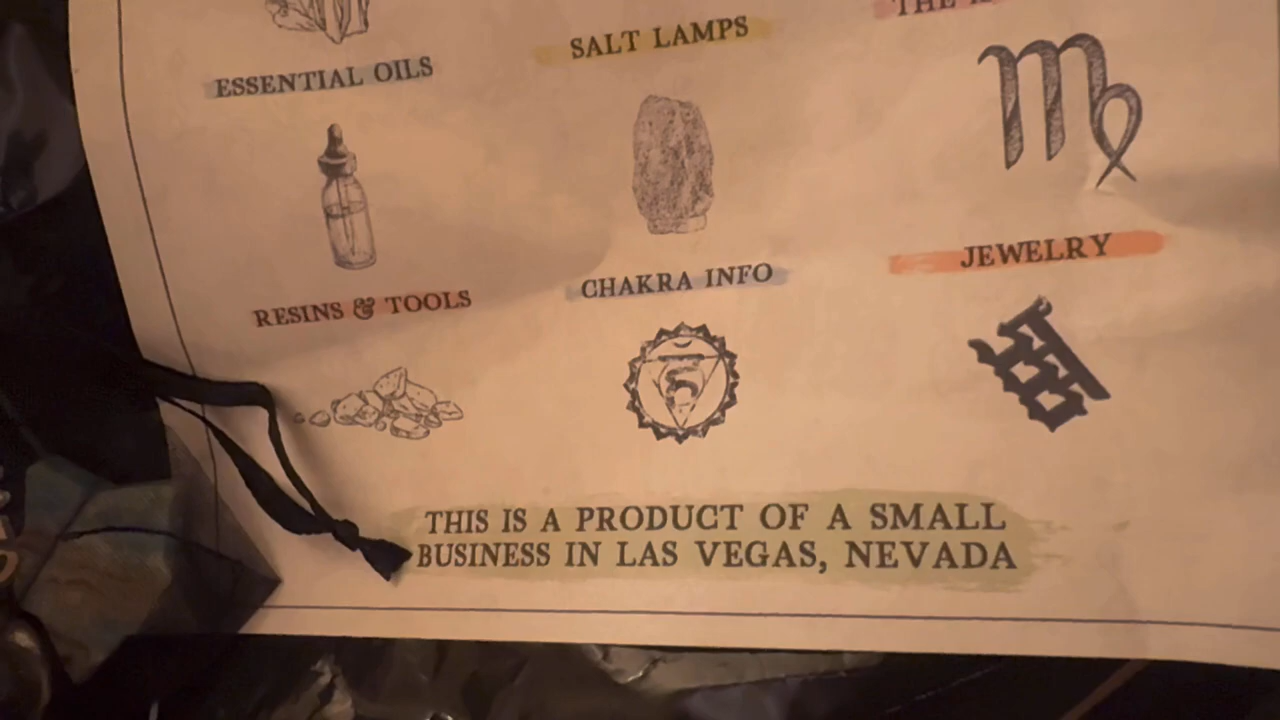 THE
SALT LAMPS
ESSENTIAL OILS
JEWELRY
CHAKRA INFO
RESINS & TOOLS
THIS IS A PRODUCT OF A SMALL
BUSINESS IN LAS VEGAS, NEVADA